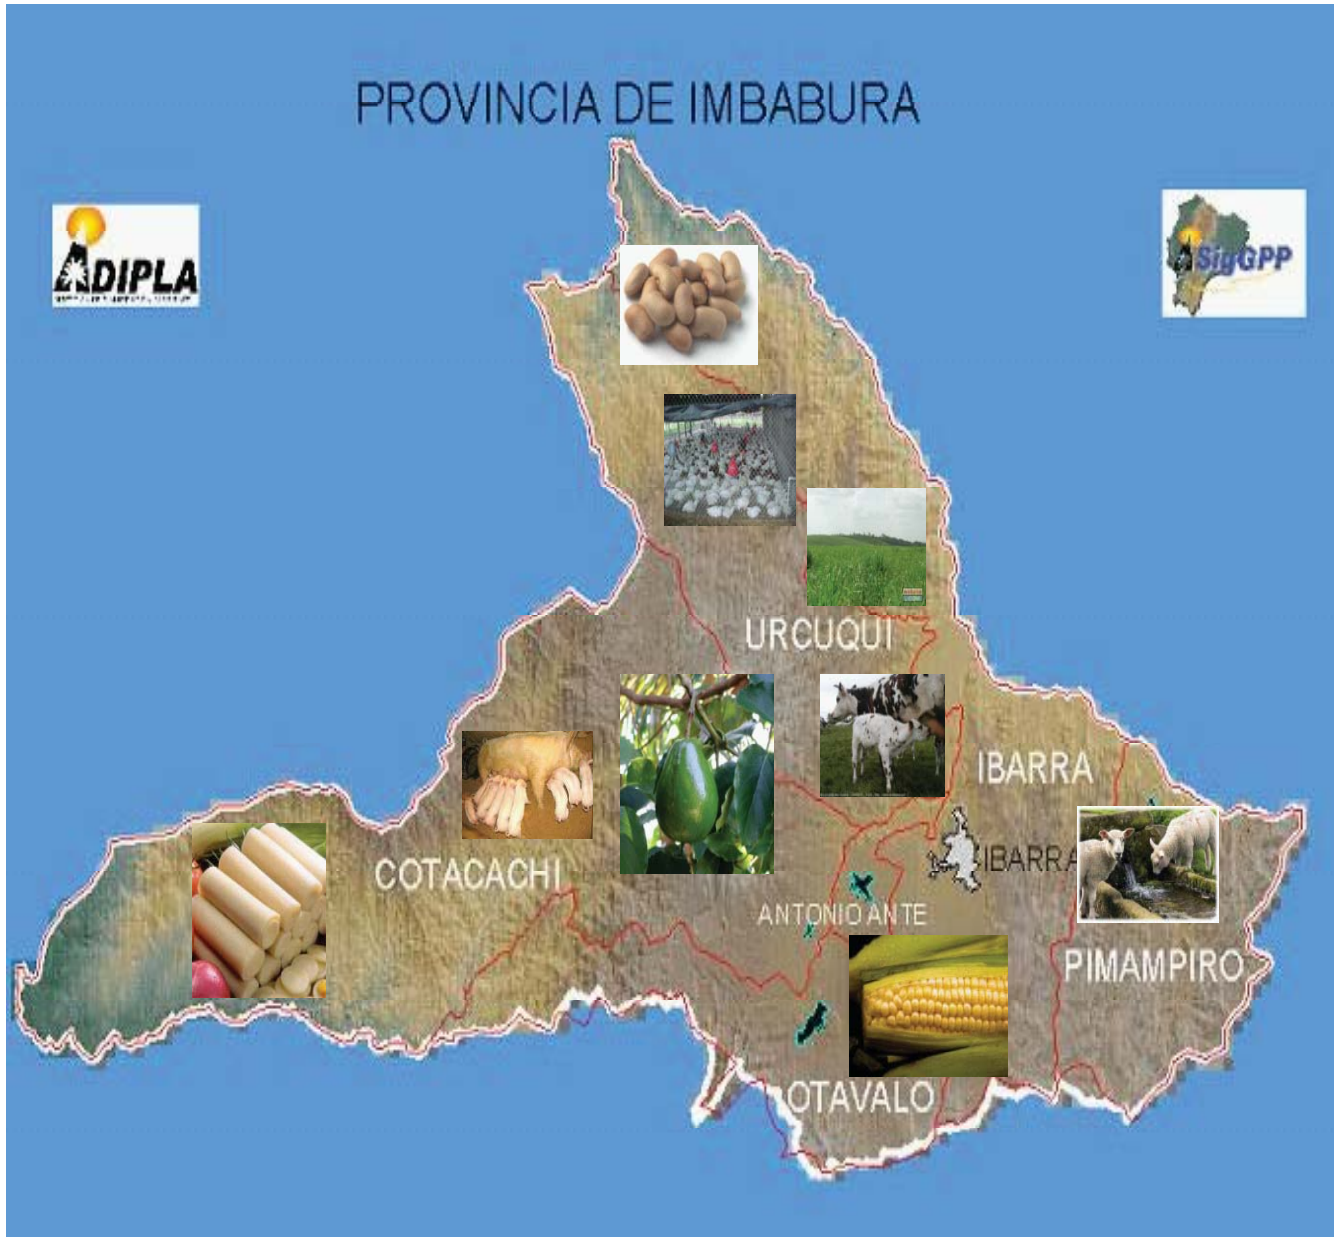 PROVINCIA DE IMBABURA
ADIPLA
SigGPP
URCUQUI
IBARRA
COTACACHI
IBARRA
ANTONIO ANTE
PIMAMPIRO
OTAVALO